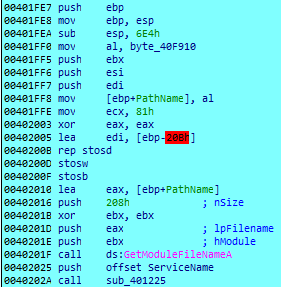 00401FE7 push    ebp
00401FE8 mov     ebp, esp
00401FEA sub     esp, 6E4h
00401FF0 mov     al, byte_40F910
00401FF5 push    ebx
00401FF6 push    esi
00401FF7 push    edi
00401FF8 mov     [ebp+PathName], al
00401FFE mov     ecx, 81h
00402003 xor     eax, eax
00402005 lea     edi, [ebp-208h]
0040200B rep stosd
0040200D stosw
0040200F stosb
00402010 lea     eax, [ebp+PathName]
00402016 push    208h            ; nSize
0040201B xor     ebx, ebx
0040201D push    eax             ; lpFilename
0040201E push    ebx             ; hModule
0040201F call    ds:GetModuleFileNameA
00402025 push    offset ServiceName
0040202A call    sub_401225